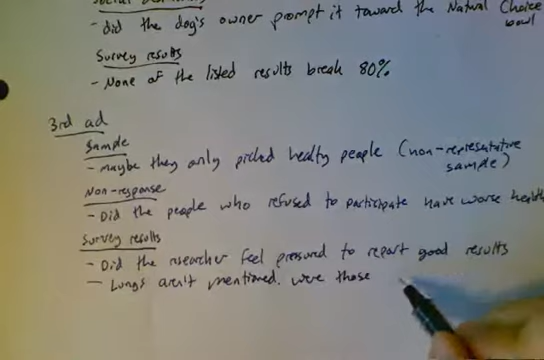 Social
- did the dog's owner prompt it toward the Natural Choice
bowl
Survey results
- None of the listed results break 80%
3rd ad
Sample
- maybe they only picked healty people (non-representative
sample)
Non-response
- Did the people who refused to participate have worse health
Survey results
- Did the researcher feel pressured to report good results
- Lungs aren't mentioned. were those